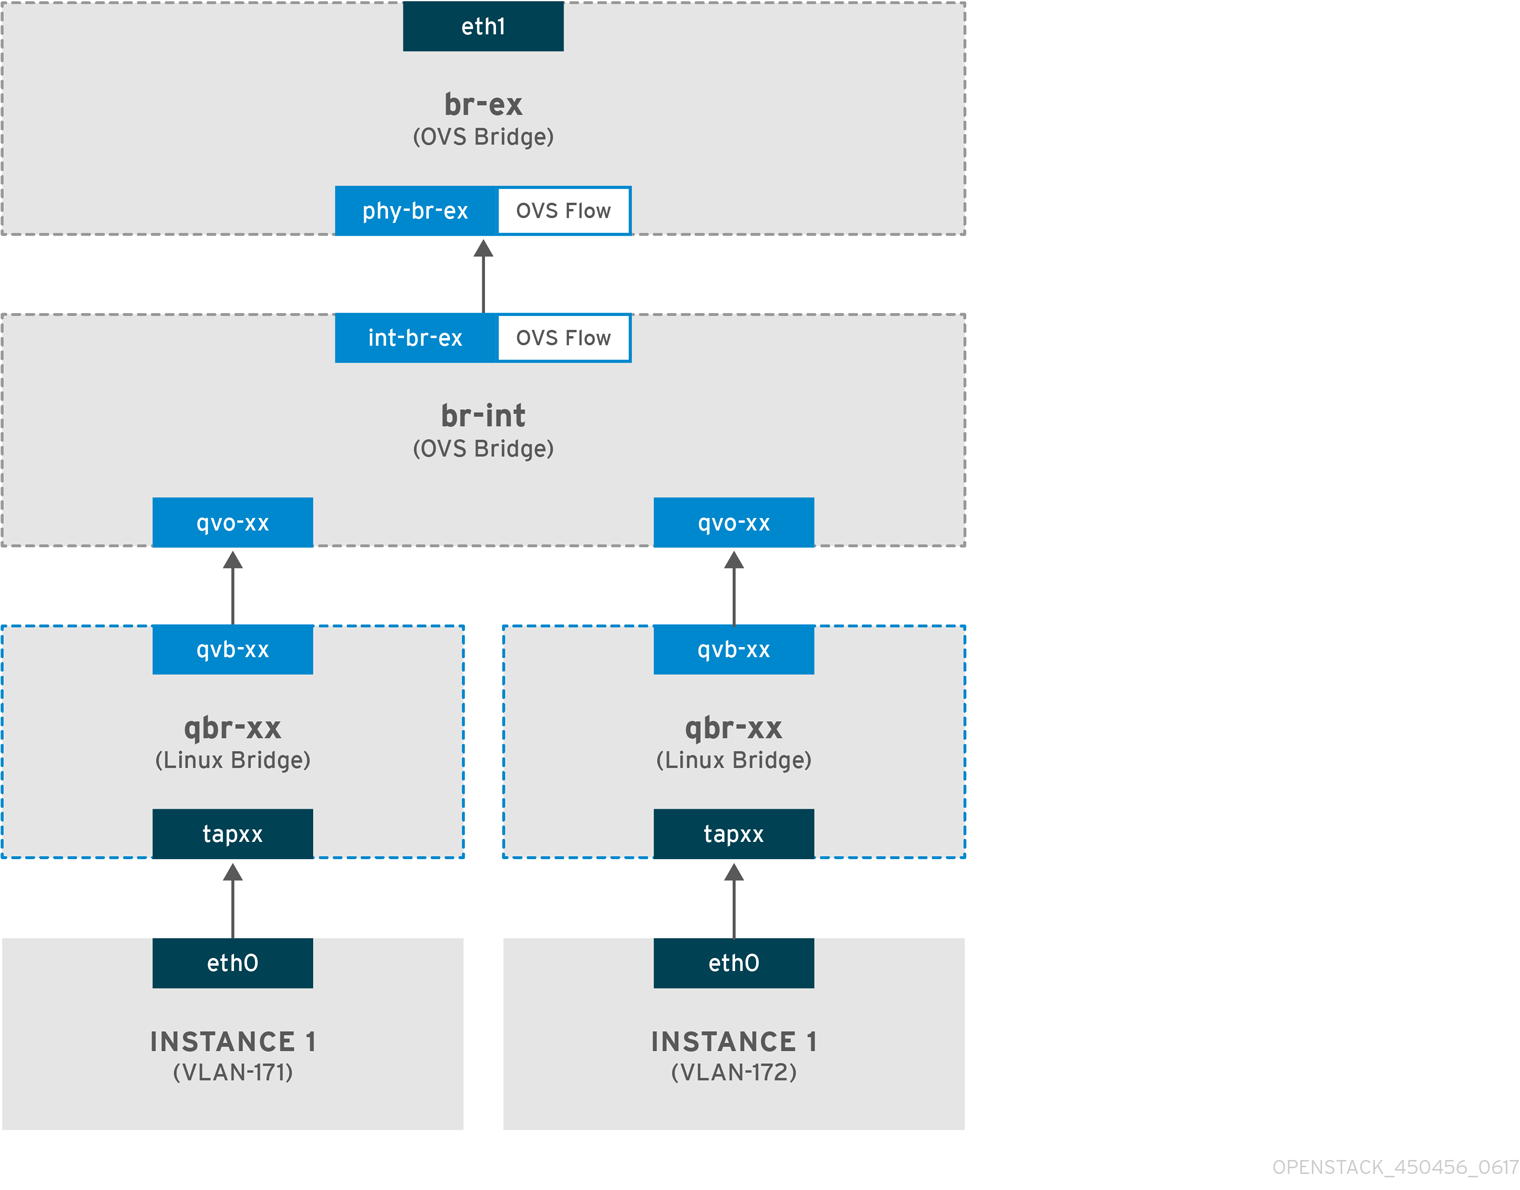 eth1
br-ex
(OVS Bridge)
phy-br-ex OVS Flow
int-br-ex OVS Flow
br-int
(OVS Bridge)
qvo-xx qvo-xx
qvb-xx qvb-xx
qbr-xx qbr-xx
(Linux Bridge) (Linux Bridge)
tapxx tapxx
eth0 eth0
INSTANCE 1 INSTANCE 1
(VLAN-171) (VLAN-172)
OPENSTACK_450456_0617